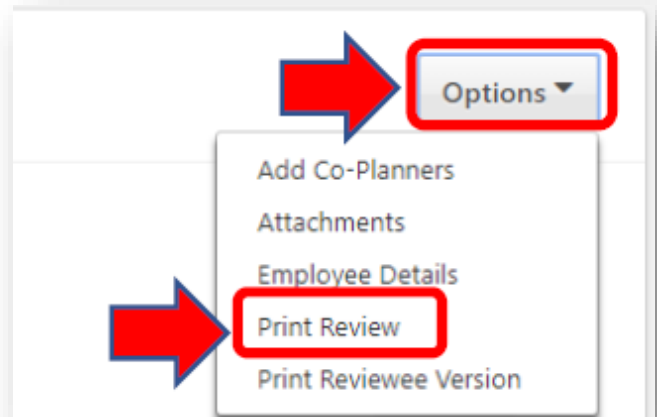 Options
Add Co-Planners
Attachments
Employee Details
Print Review
Print Reviewee Version